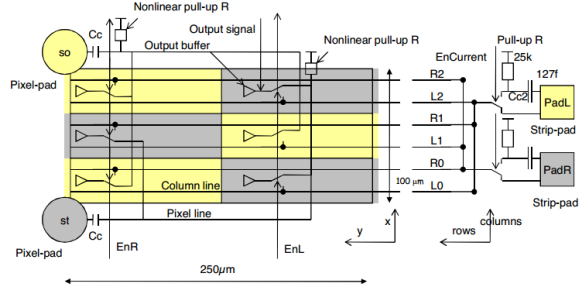 Nonlinear pull-up R
EnL
so
Cc
Output signal
Output buffer
Nonlinear pull-up R
EnCurrent
Pull-up R
25k
127f
Pixel-pad
R2
L2
Cc2
PadL
R1
Strip-pad
L1
R0
PadR
Column line
100 µm
L0
st
Pixel line
Strip-pad
Cc
x
columns
Pixel-pad
EnR
EnL
y
rows
250µm